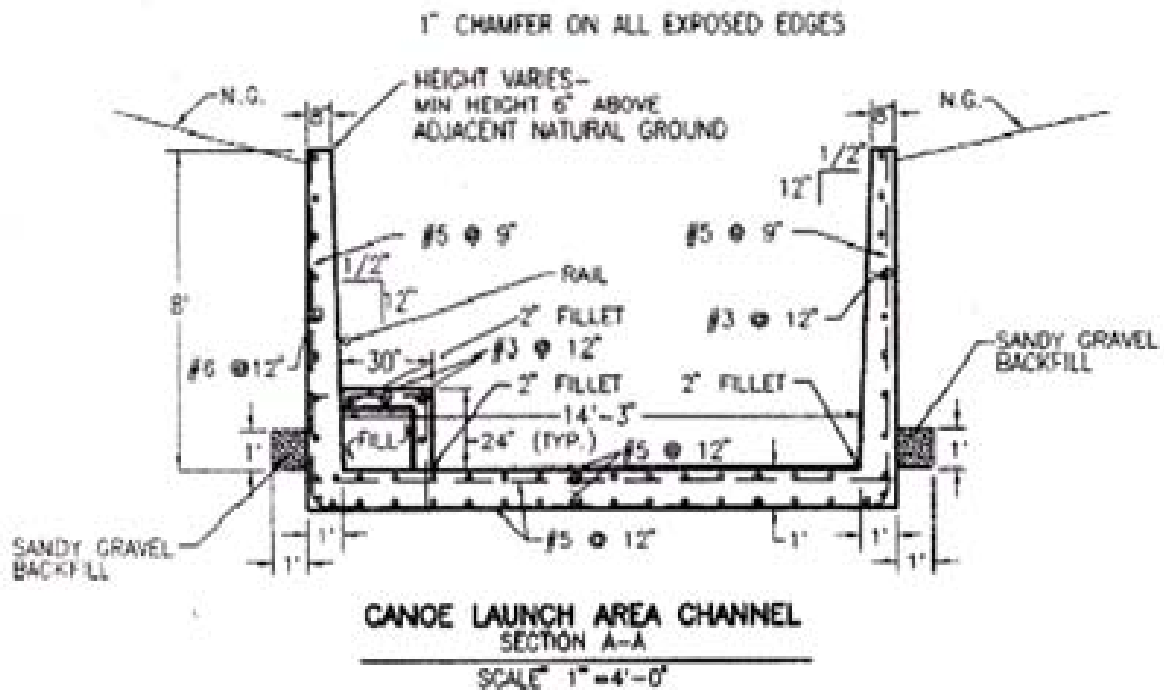 1" CHAMFER ON ALL EXPOSED EDGES
HEIGHT VARIES-
MIN HEIGHT 6" ABOVE
ADJACENT NATURAL GROUND
N.G.
8"
8"
N.G.
1/2"
12"
#5 @ 9"
#5 @ 9"
1/2"
12"
RAIL
8'
2" FILLET
#3 @ 12"
SANDY GRAVEL
BACKFILL
#6 @ 12"
30"
#3 @ 12"
2" FILLET
2" FILLET
14'-3"
1'
FILL
24" (TYP.)
1'
#5 @ 12"
SANDY GRAVEL
BACKFILL
1'
1'
#5 @ 12"
1'
1'
1'
CANOE LAUNCH AREA CHANNEL
SECTION A-A
SCALE 1"=4'-0"